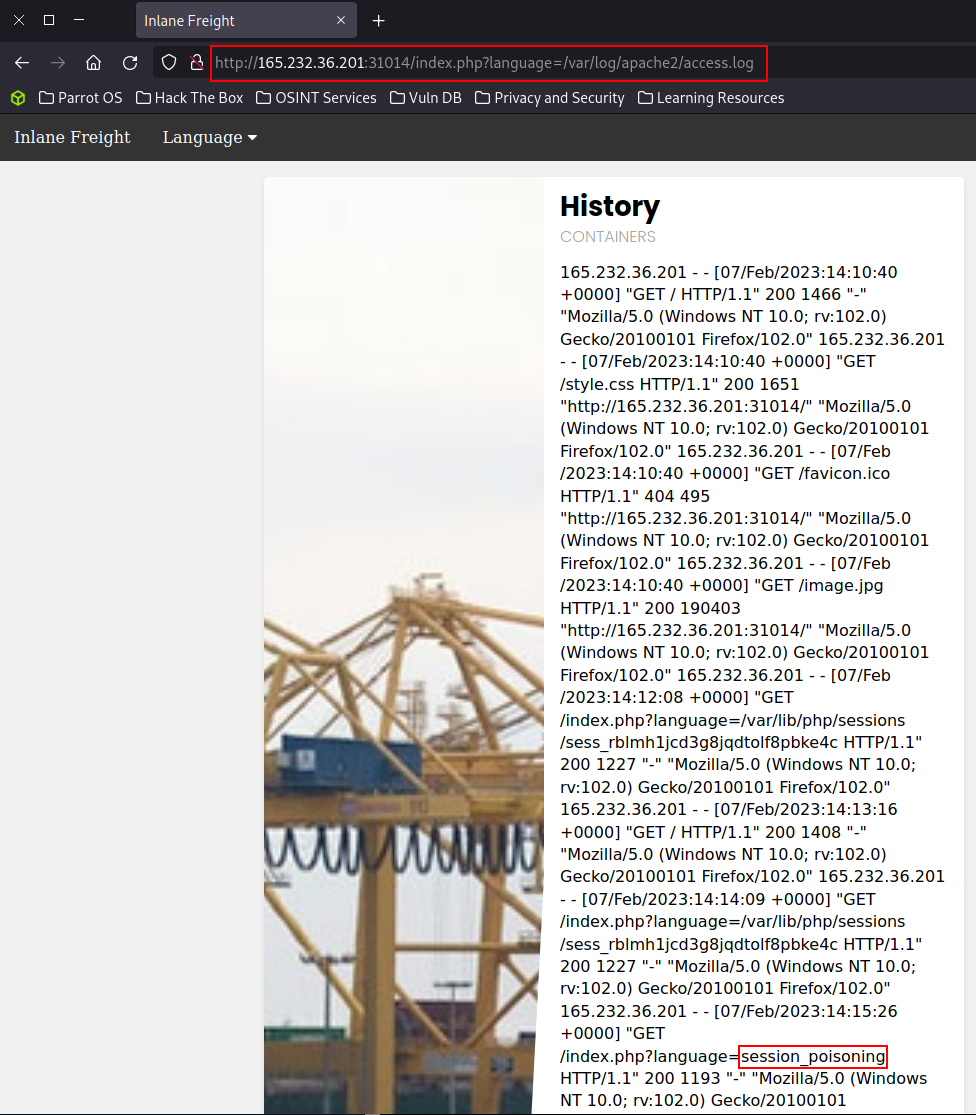 Inlane Freight
http://165.232.36.201:31014/index.php?language=/var/log/apache2/access.log
Parrot OS Hack The Box OSINT Services Vuln DB Privacy and Security Learning Resources
Inlane Freight Language
History
CONTAINERS
165.232.36.201 - - [07/Feb/2023:14:10:40
+0000] "GET / HTTP/1.1" 200 1466 "-"
"Mozilla/5.0 (Windows NT 10.0; rv:102.0)
Gecko/20100101 Firefox/102.0" 165.232.36.201
- - [07/Feb/2023:14:10:40 +0000] "GET
/style.css HTTP/1.1" 200 1651
"http://165.232.36.201:31014/" "Mozilla/5.0
(Windows NT 10.0; rv:102.0) Gecko/20100101
Firefox/102.0" 165.232.36.201 - - [07/Feb
/2023:14:10:40 +0000] "GET /favicon.ico
HTTP/1.1" 404 495
"http://165.232.36.201:31014/" "Mozilla/5.0
(Windows NT 10.0; rv:102.0) Gecko/20100101
Firefox/102.0" 165.232.36.201 - - [07/Feb
/2023:14:10:40 +0000] "GET /image.jpg
HTTP/1.1" 200 190403
"http://165.232.36.201:31014/" "Mozilla/5.0
(Windows NT 10.0; rv:102.0) Gecko/20100101
Firefox/102.0" 165.232.36.201 - - [07/Feb
/2023:14:12:08 +0000] "GET
/index.php?language=/var/lib/php/sessions
/sess_rblmh1jcd3g8jqdtolf8pbke4c HTTP/1.1"
200 1227 "-" "Mozilla/5.0 (Windows NT 10.0;
rv:102.0) Gecko/20100101 Firefox/102.0"
165.232.36.201 - - [07/Feb/2023:14:13:16
+0000] "GET / HTTP/1.1" 200 1408 "-"
"Mozilla/5.0 (Windows NT 10.0; rv:102.0)
Gecko/20100101 Firefox/102.0" 165.232.36.201
- - [07/Feb/2023:14:14:09 +0000] "GET
/index.php?language=/var/lib/php/sessions
/sess_rblmh1jcd3g8jqdtolf8pbke4c HTTP/1.1"
200 1227 "-" "Mozilla/5.0 (Windows NT 10.0;
rv:102.0) Gecko/20100101 Firefox/102.0"
165.232.36.201 - - [07/Feb/2023:14:15:26
+0000] "GET
/index.php?language=session_poisoning
HTTP/1.1" 200 1193 "-" "Mozilla/5.0 (Windows
NT 10.0; rv:102.0) Gecko/20100101